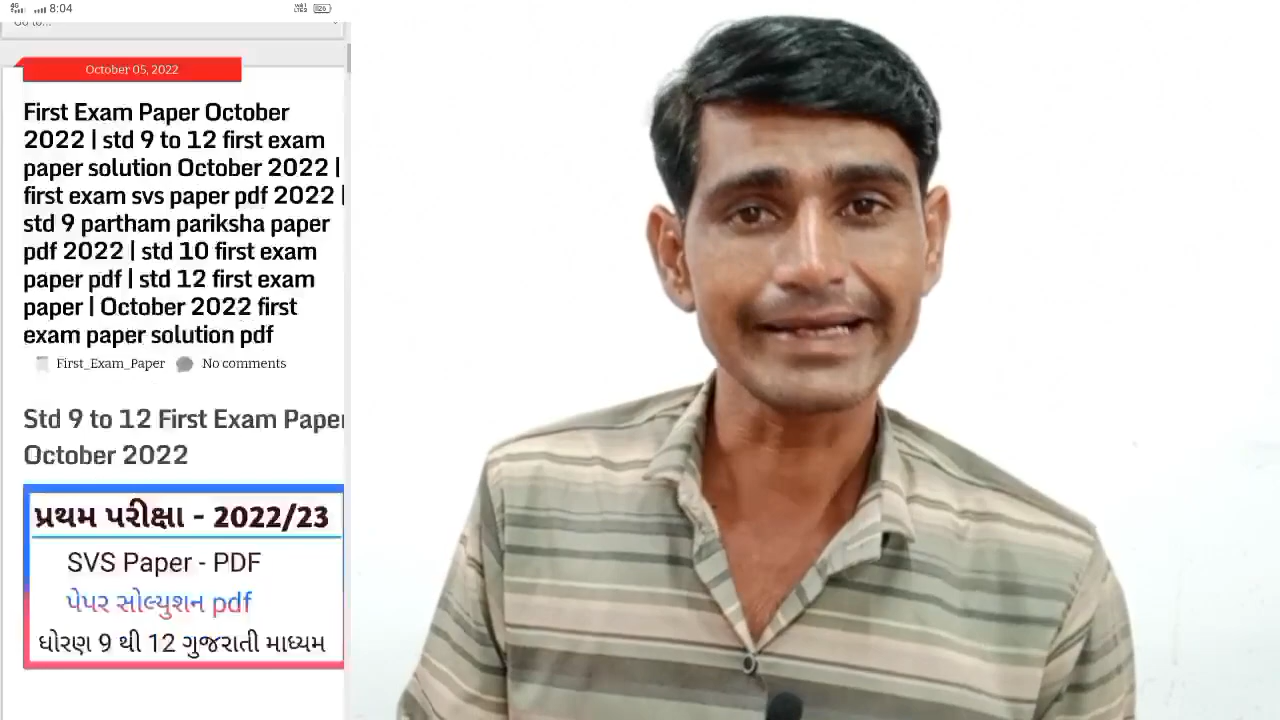 4G 8:04
Go to...
October 05, 2022
First Exam Paper October
2022 | std 9 to 12 first exam
paper solution October 2022 |
first exam svs paper pdf 2022 |
std 9 partham pariksha paper
pdf 2022 | std 10 first exam
paper pdf | std 12 first exam
paper | October 2022 first
exam paper solution pdf
First_Exam_Paper No comments
Std 9 to 12 First Exam Paper
October 2022
પ્રથમ પરીક્ષા - 2022/23
SVS Paper - PDF
પેપર સોલ્યુશન pdf
ધોરણ 9 થી 12 ગુજરાતી માધ્યમ